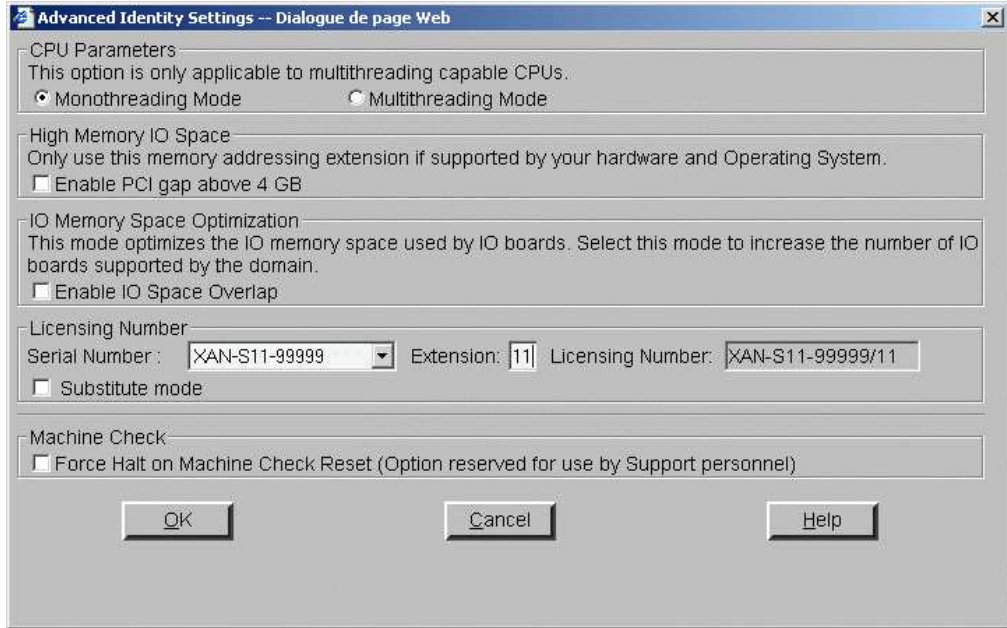 Advanced Identity Settings -- Dialogue de page Web
CPU Parameters
This option is only applicable to multithreading capable CPUs.
Monothreading Mode Multithreading Mode
High Memory IO Space
Only use this memory addressing extension if supported by your hardware and Operating System.
Enable PCI gap above 4 GB
IO Memory Space Optimization
This mode optimizes the IO memory space used by IO boards. Select this mode to increase the number of IO
boards supported by the domain.
Enable IO Space Overlap
Licensing Number
Serial Number : XAN-S11-99999 Extension: 11 Licensing Number: XAN-S11-99999/11
Substitute mode
Machine Check
Force Halt on Machine Check Reset (Option reserved for use by Support personnel)
OK Cancel Help